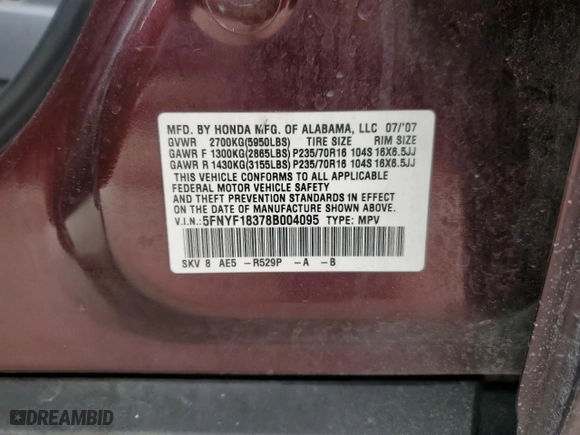 MFD. BY HONDA MFG. OF ALABAMA, LLC 07/'07
GVWR 2700KG(5950LBS) TIRE SIZE RIM SIZE
GAWR F 1300KG(2865LBS) P235/70R16 104S 16X6.5JJ
GAWR R 1430KG(3155LBS) P235/70R16 104S 16X6.5JJ
THIS VEHICLE CONFORMS TO ALL APPLICABLE
FEDERAL MOTOR VEHICLE SAFETY
AND THEFT PREVENTION STANDARDS IN EFFECT ON
THE DATE OF MANUFACTURE SHOWN ABOVE.
V.I.N.: 5FNYF18378B004095 TYPE: MPV
SKV 8 AE5 -R529P -A -B
DREAMBID